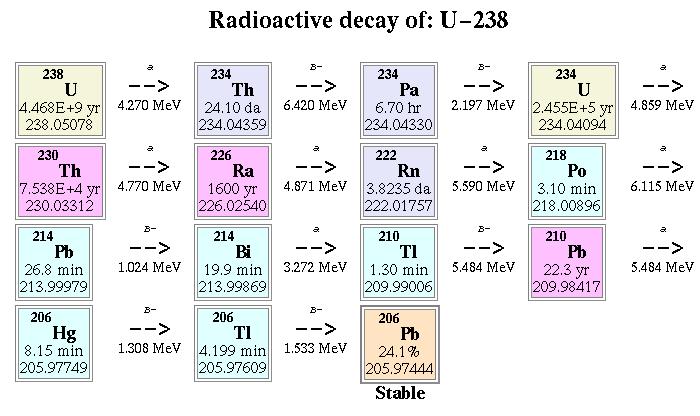 Radioactive decay of: U-238
238 U 4.468E+9 yr 238.05078
a --> 4.270 MeV
234 Th 24.10 da 234.04359
B- --> 6.420 MeV
234 Pa 6.70 hr 234.04330
B- --> 2.197 MeV
234 U 2.455E+5 yr 234.04094
a --> 4.859 MeV
230 Th 7.538E+4 yr 230.03312
a --> 4.770 MeV
226 Ra 1600 yr 226.02540
a --> 4.871 MeV
222 Rn 3.8235 da 222.01757
a --> 5.590 MeV
218 Po 3.10 min 218.00896
a --> 6.115 MeV
214 Pb 26.8 min 213.99979
B- --> 1.024 MeV
214 Bi 19.9 min 213.99869
a --> 3.272 MeV
210 Tl 1.30 min 209.99006
B- --> 5.484 MeV
210 Pb 22.3 yr 209.98417
a --> 5.484 MeV
206 Hg 8.15 min 205.97749
B- --> 1.308 MeV
206 Tl 4.199 min 205.97609
B- --> 1.533 MeV
206 Pb 24.1% 205.97444
Stable